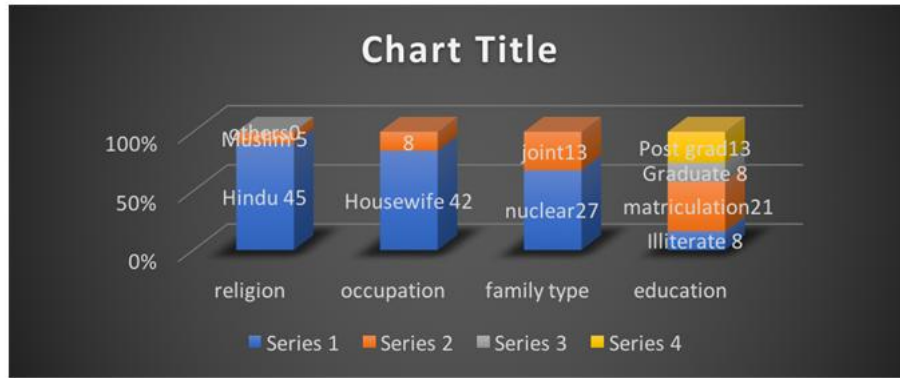 Chart Title
100%
50%
0%
others0
Muslim 5
Hindu 45
8
Housewife 42
joint13
nuclear27
Post grad13
Graduate 8
matriculation21
Illiterate 8
religion
occupation
family type
education
Series 1
Series 2
Series 3
Series 4